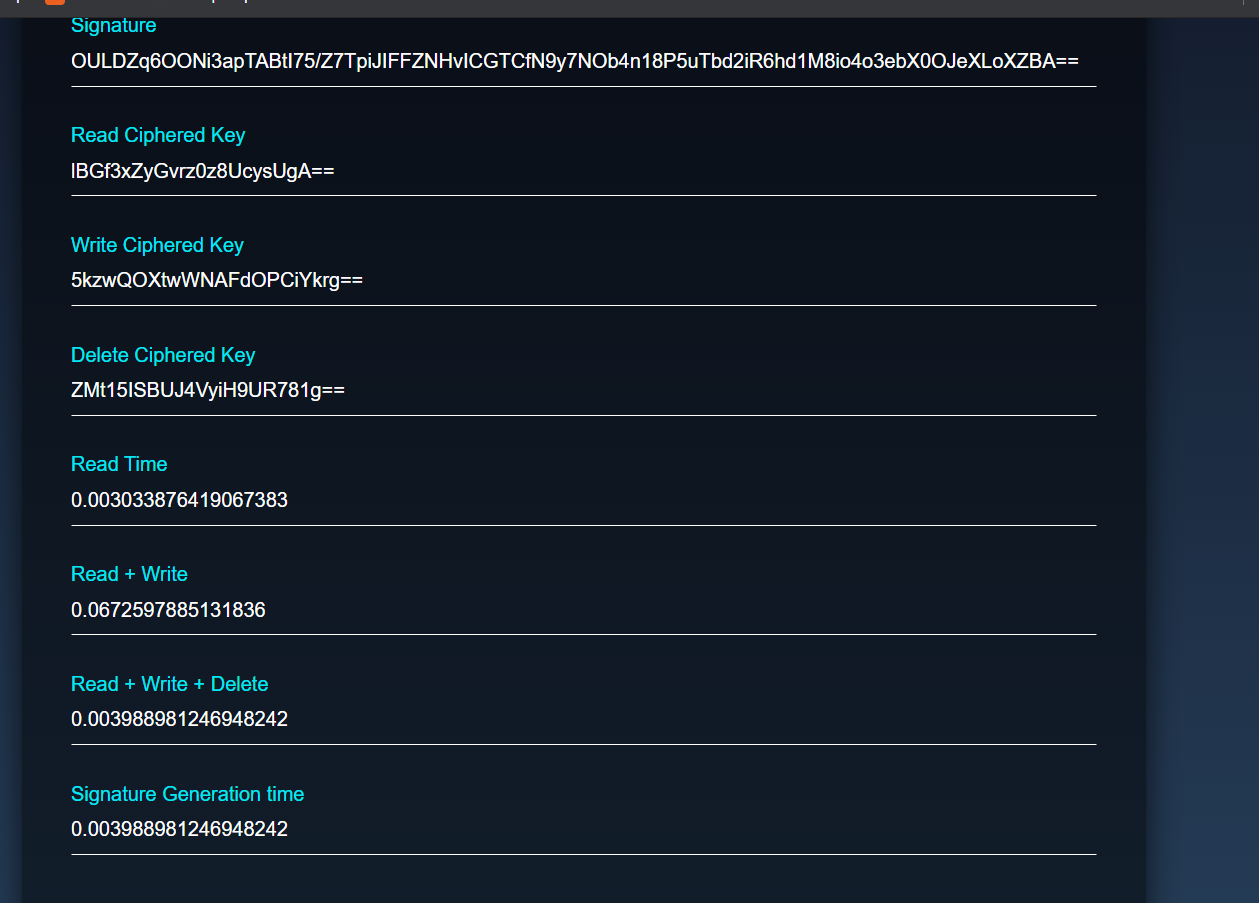 Signature
OULDZq6OONi3apTABtI75/Z7TpiJIFFZNHvICGTCfN9y7NOb4n18P5uTbd2iR6hd1M8io4o3ebX0OJeXLoXZBA==
Read Ciphered Key
lBGf3xZyGvrz0z8UcysUgA==
Write Ciphered Key
5kzwQOXtwWNAFdOPCiYkrg==
Delete Ciphered Key
ZMt15ISBUJ4VyiH9UR781g==
Read Time
0.003033876419067383
Read + Write
0.0672597885131836
Read + Write + Delete
0.003988981246948242
Signature Generation time
0.003988981246948242